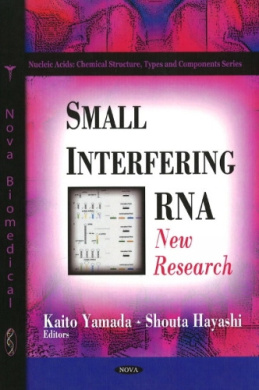 Nucleic Acids: Chemical Structure, Types and Components Series
Nova Biomedical
SMALL
INTERFERING
RNA
New
Research
Kaito Yamada - Shouta Hayashi
Editors
NOVA